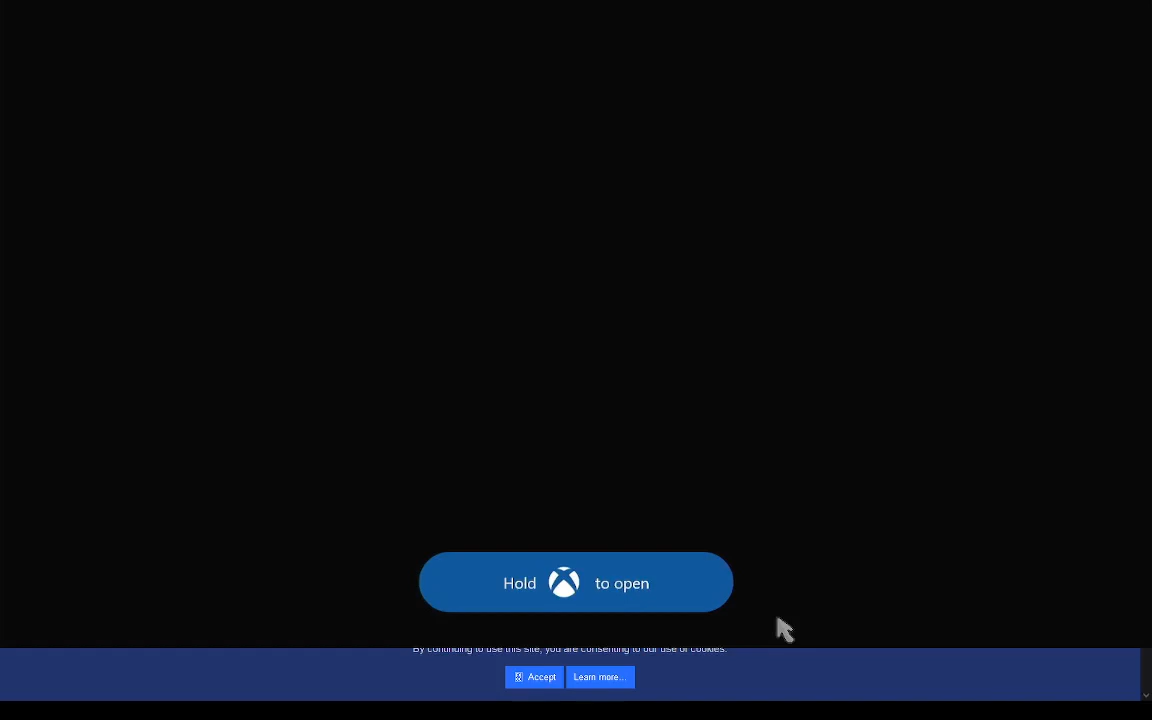 Hold to open
By continuing to use this site, you are consenting to our use of cookies.
Accept Learn more...